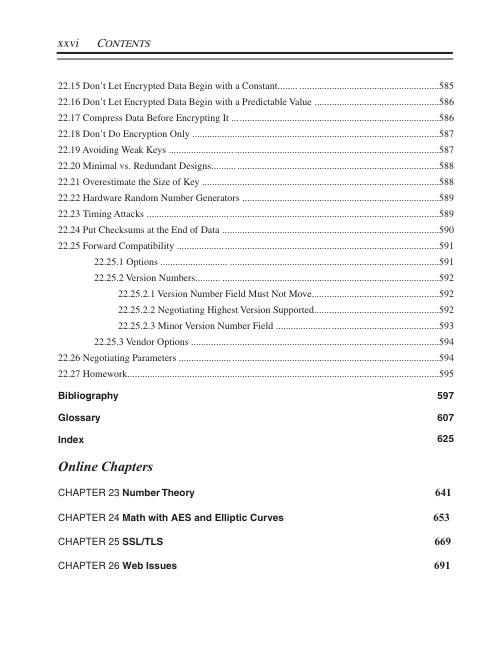 xxvi CONTENTS
22.15 Don't Let Encrypted Data Begin with a Constant....... ......................................................585
22.16 Don't Let Encrypted Data Begin with a Predictable Value ................................................586
22.17 Compress Data Before Encrypting It ... ..............................................................................586
22.18 Don't Do Encryption Only .................................................................................................587
22.19 Avoiding Weak Keys ..........................................................................................................587
22.20 Minimal vs. Redundant Designs.........................................................................................588
22.21 Overestimate the Size of Key .............................................................................................588
22.22 Hardware Random Number Generators .............................................................................589
22.23 Timing Attacks ...................................................................................................................589
22.24 Put Checksums at the End of Data .....................................................................................590
22.25 Forward Compatibility .......................................................................................................591
22.25.1 Options ..............................................................................................................591
22.25.2 Version Numbers......... ......................................................................................592
22.25.2.1 Version Number Field Must Not Move..................................................592
22.25.2.2 Negotiating Highest Version Supported.................................................592
22.25.2.3 Minor Version Number Field .................................................................593
22.25.3 Vendor Options ..................................................................................................594
22.26 Negotiating Parameters ......................................................................................................594
22.27 Homework..........................................................................................................................595
Bibliography 597
Glossary 607
Index 625
Online Chapters
CHAPTER 23 Number Theory 641
CHAPTER 24 Math with AES and Elliptic Curves 653
CHAPTER 25 SSL/TLS 669
CHAPTER 26 Web Issues 691